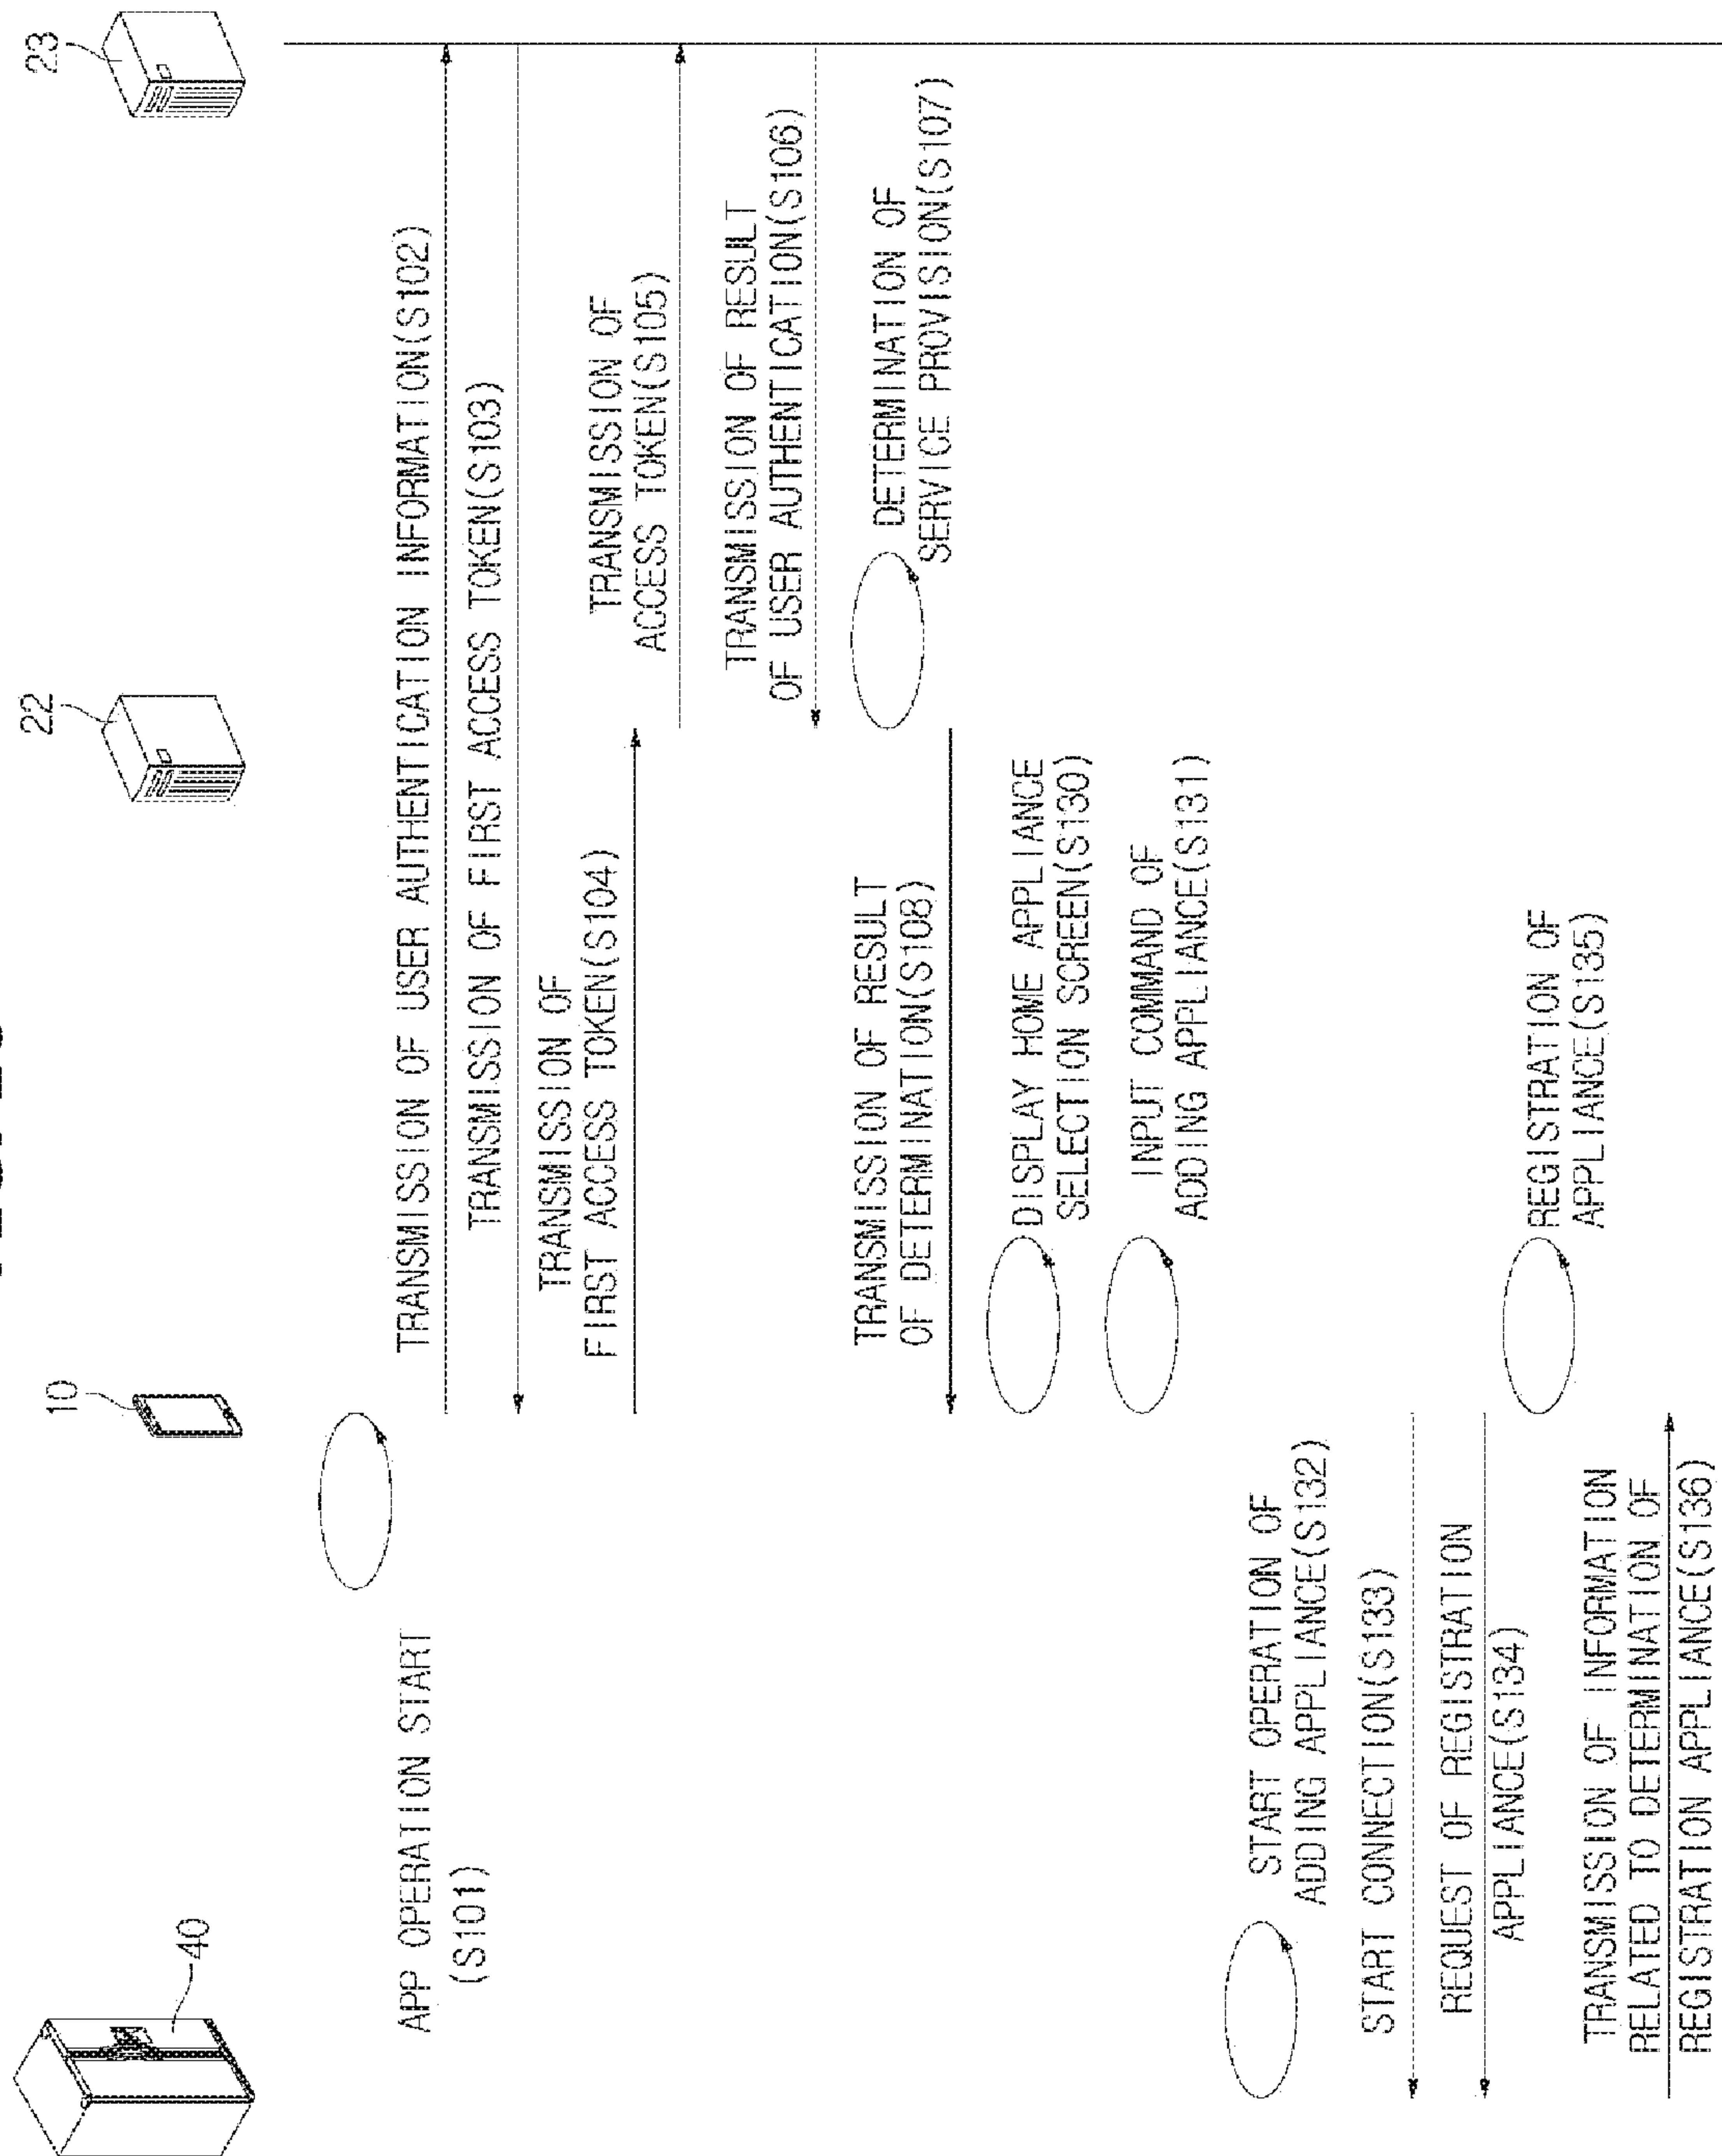 40
10
22
23
APP OPERATION START
(S101)
TRANSMISSION OF USER AUTHENTICATION INFORMATION(S102)
TRANSMISSION OF FIRST ACCESS TOKEN(S103)
TRANSMISSION OF
FIRST ACCESS TOKEN(S104)
TRANSMISSION OF
ACCESS TOKEN(S105)
TRANSMISSION OF RESULT
OF USER AUTHENTICATION(S106)
DETERMINATION OF
SERVICE PROVISION(S107)
TRANSMISSION OF RESULT
OF DETERMINATION(S108)
DISPLAY HOME APPLIANCE
SELECTION SCREEN(S130)
INPUT COMMAND OF
ADDING APPLIANCE(S131)
START OPERATION OF
ADDING APPLIANCE(S132)
START CONNECTION(S133)
REQUEST OF REGISTRATION
APPLIANCE(S134)
REGISTRATION OF
APPLIANCE(S135)
TRANSMISSION OF INFORMATION
RELATED TO DETERMINATION OF
REGISTRATION APPLIANCE(S136)